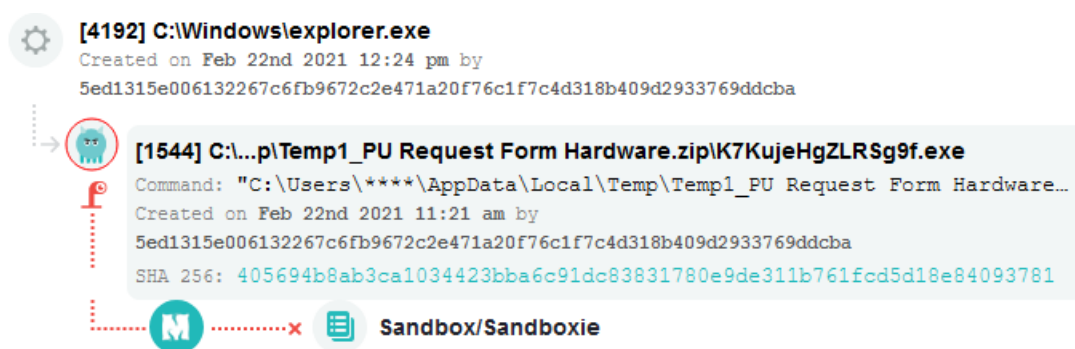 [4192] C:\Windows\explorer.exe
Created on Feb 22nd 2021 12:24 pm by
5ed1315e006132267c6fb9672c2e471a20f76c1f7c4d318b409d2933769ddcba
[1544] C:\...p\Temp1_PU Request Form Hardware.zip\K7KujeHgZLRSg9f.exe
Command: "C:\Users\****\AppData\Local\Temp\Temp1_PU Request Form Hardware…
Created on Feb 22nd 2021 11:21 am by
5ed1315e006132267c6fb9672c2e471a20f76c1f7c4d318b409d2933769ddcba
SHA 256: 405694b8ab3ca1034423bba6c91dc83831780e9de311b761fcd5d18e84093781
M
Sandbox/Sandboxie